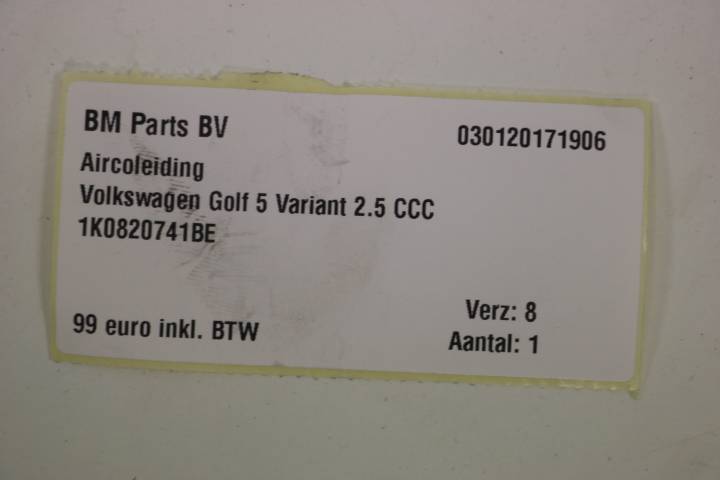 BM Parts BV
030120171906
Aircoleiding
Volkswagen Golf 5 Variant 2.5 CCC
1K0820741BE
Verz: 8
99 euro inkl. BTW
Aantal: 1